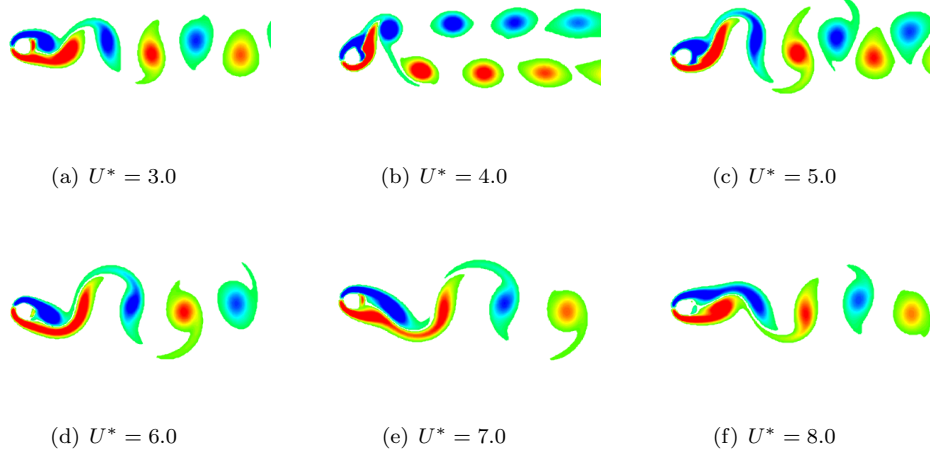 (a) U* = 3.0
(b) U* = 4.0
(c) U* = 5.0
(d) U* = 6.0
(e) U* = 7.0
(f) U* = 8.0